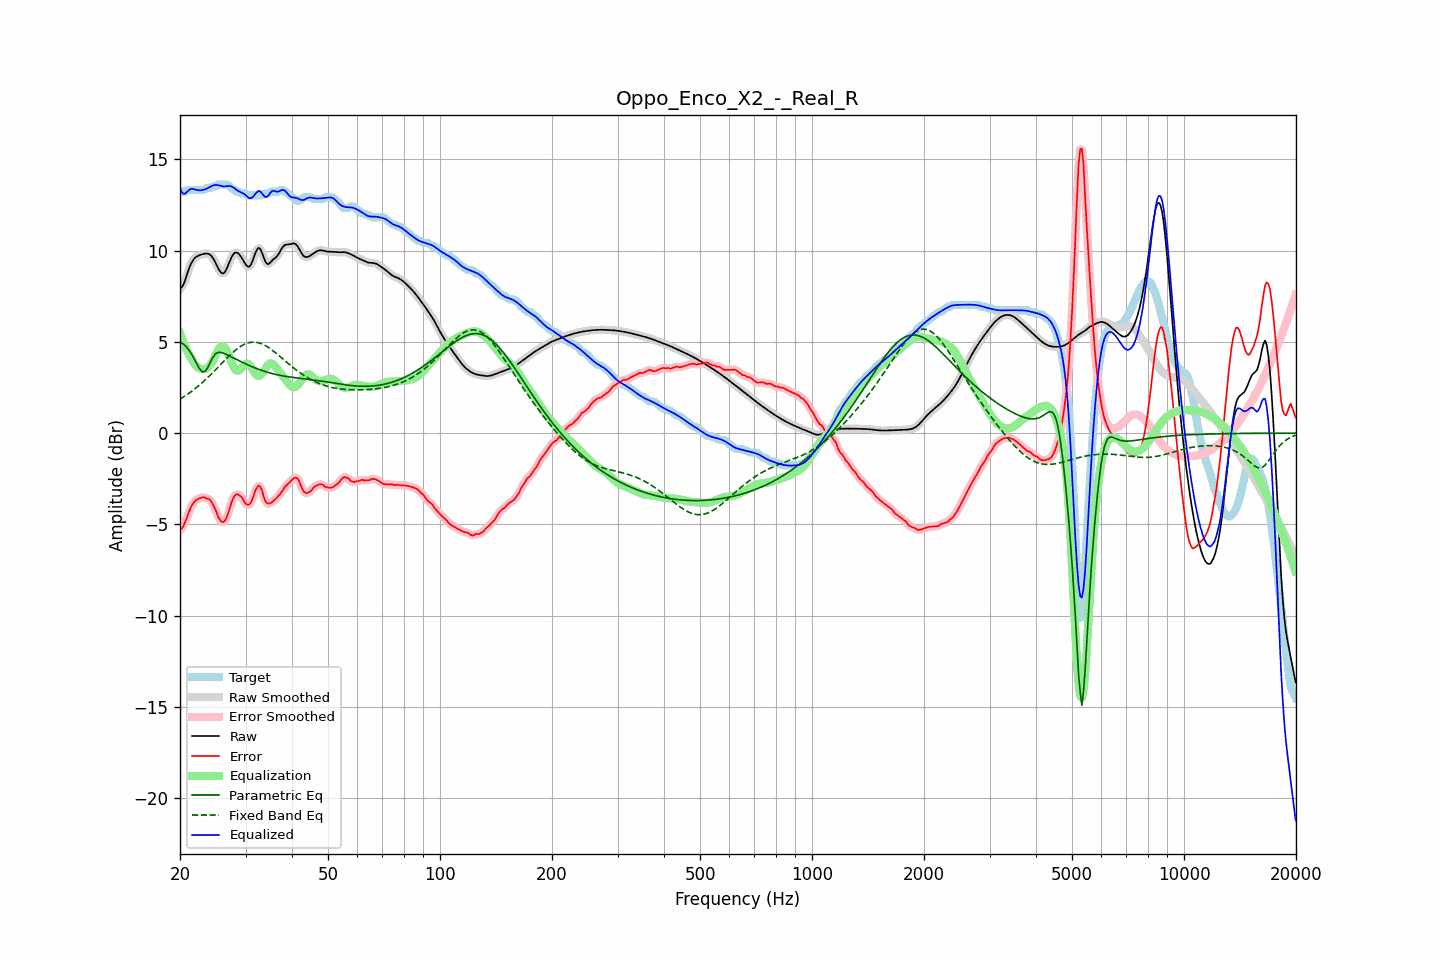 Oppo_Enco_X2_-_Real_R
15
10
5
0
−5
−10
−15
−20
Amplitude (dBr)
Target
Raw Smoothed
Error Smoothed
Raw
Error
Equalization
Parametric Eq
Fixed Band Eq
Equalized
20 50 100 200 500 1000 2000 5000 10000 20000
Frequency (Hz)